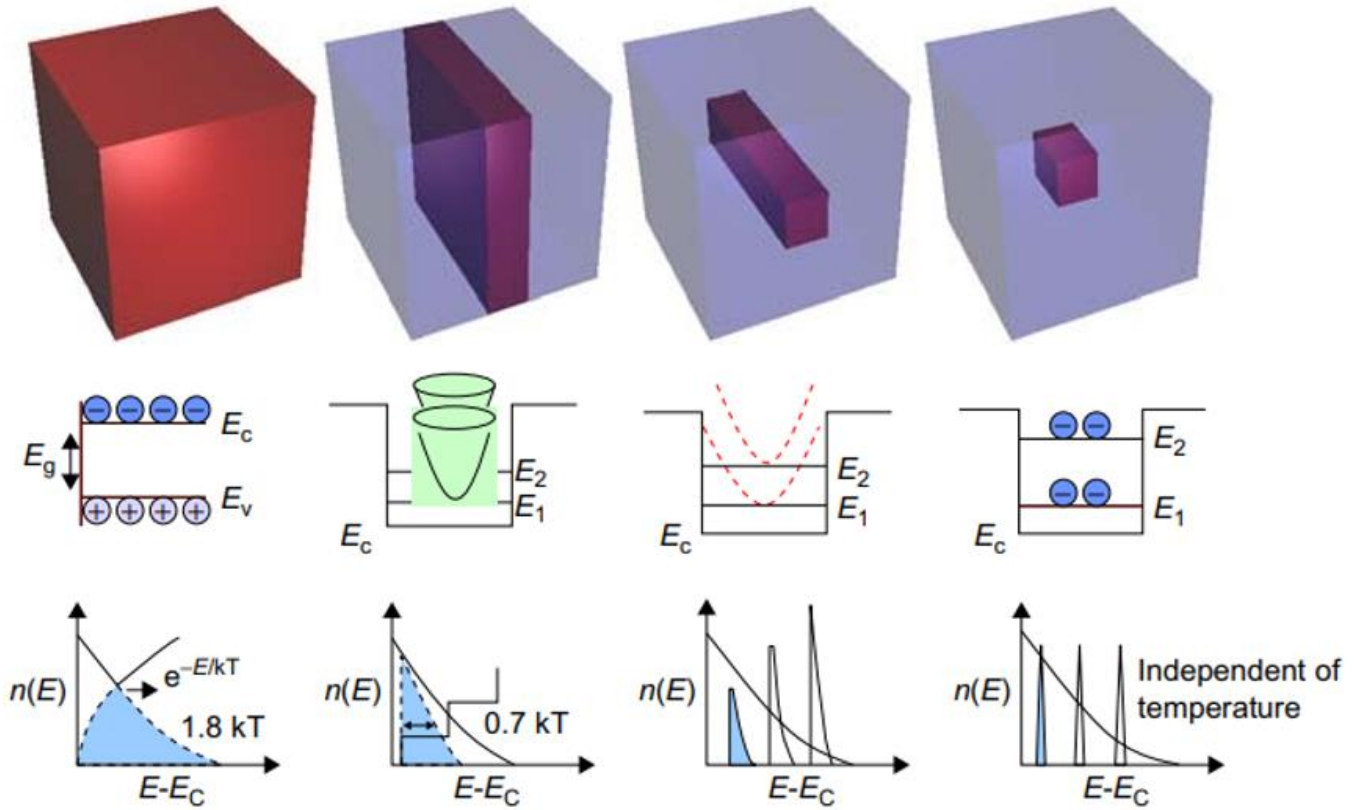 − − − −
E_c
E_g
E_v
+ + + +
E_2
E_1
E_c
E_2
E_1
E_c
− −
E_2
− −
E_1
E_c
n(E)
e^{−E/kT}
1.8 kT
E-E_C
n(E)
0.7 kT
E-E_C
n(E)
E-E_C
n(E)
Independent of
temperature
E-E_C